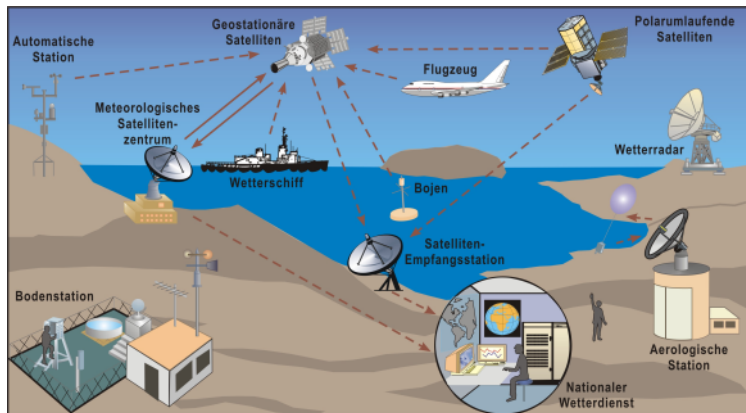 Geostationäre
Satelliten
Polarumlaufende
Satelliten
Automatische
Station
Flugzeug
Meteorologisches
Satelliten-
zentrum
Wetterradar
Wetterschiff
Bojen
Satelliten-
Empfangsstation
Bodenstation
Aerologische
Station
Nationaler
Wetterdienst